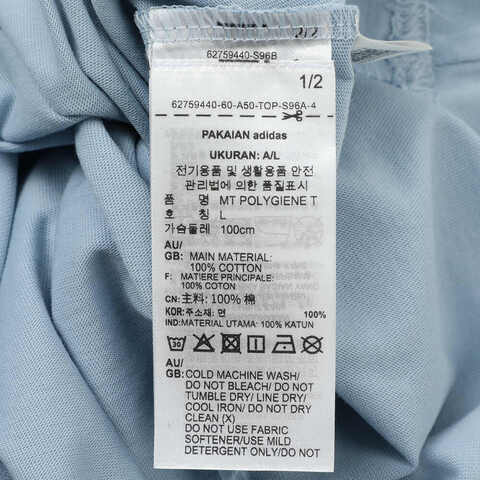 2/2
62759440-S96B
1/2
62759440-60-A50-TOP-S96A-4
PAKAIAN adidas
UKURAN: A/L
전기용품 및 생활용품 안전
관리법에 의한 품질표시
품 명 MT POLYGIENE T
호 칭 L
가슴둘레 100cm
AU/
GB: MAIN MATERIAL:
100% COTTON
F: MATIERE PRINCIPALE:
100% COTON
CN: 主料: 100% 棉
KOR: 주소재: 면 100%
IND: MATERIAL UTAMA: 100% KATUN
30
AU/
GB: COLD MACHINE WASH/
DO NOT BLEACH/ DO NOT
TUMBLE DRY/ LINE DRY/
COOL IRON/ DO NOT DRY
CLEAN (X)
DO NOT USE FABRIC
SOFTENER/USE MILD
DETERGENT ONLY/DO NOT